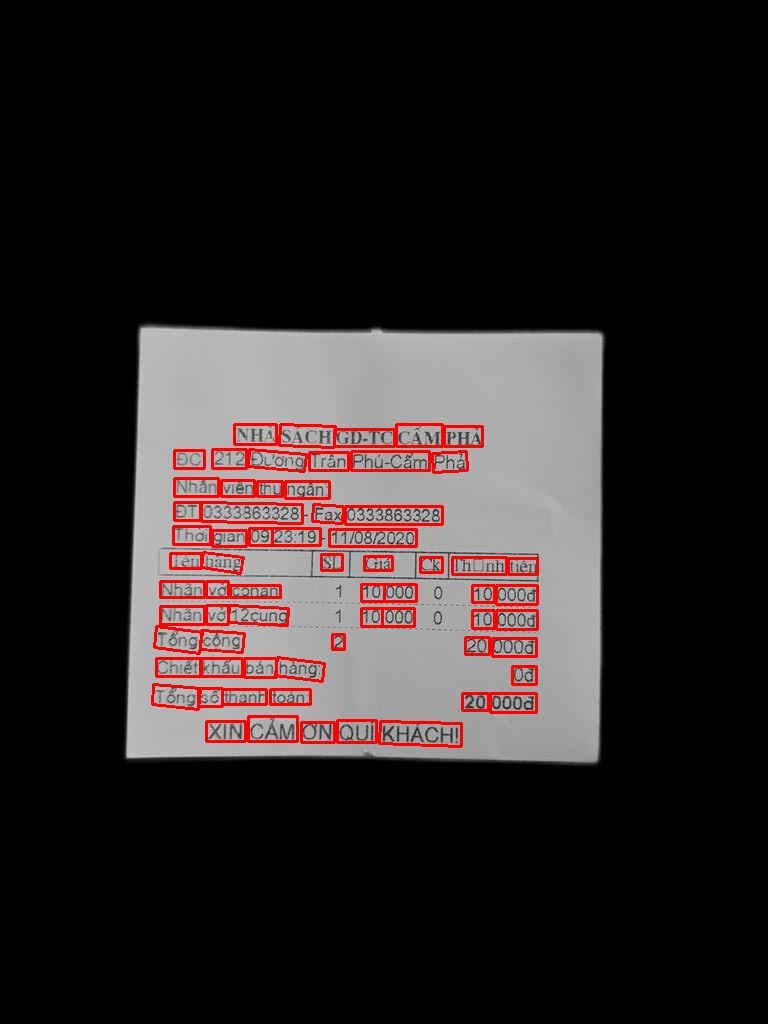 NHÀ SÁCH GD-TC CẨM PHẢ
ĐC 212 Đường Trần Phú-Cẩm Phả
Nhân viên thu ngân:
ĐT 0333863328 - Fax 0333863328
Thời gian 09:23:19 - 11/08/2020
Tên hàng SL Giá Ck Th□nh tiền
Nhãn vở conan 1 10 000 0 10 000đ
Nhãn vở 12cung 1 10 000 0 10 000đ
Tổng cộng 2 20 000đ
Chiết khấu bán hàng: 0đ
Tổng số thanh toán: 20 000đ
XIN CẢM ƠN QUÍ KHÁCH!